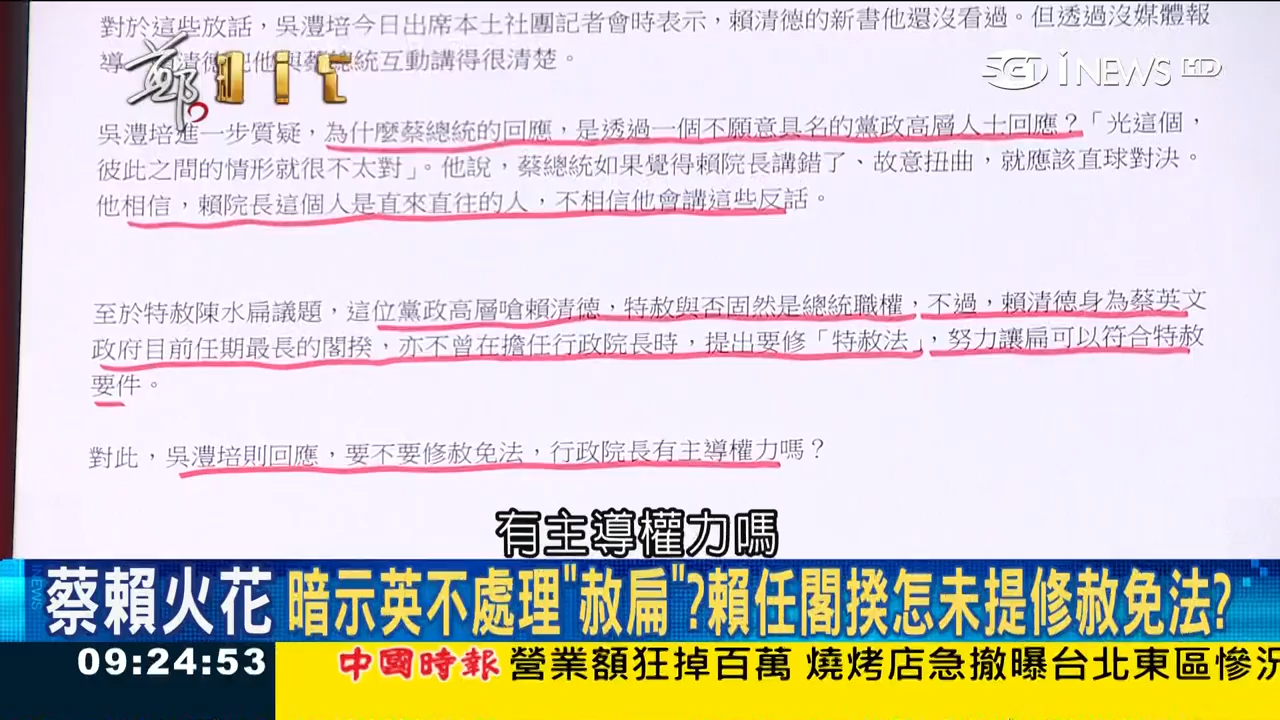 對於這些放話，吳澧培今日出席本土社團記者會時表示，賴清德的新書他還沒看過。但透過沒媒體報
SET iNEWS HD
導 清德把他與蔡總統互動講得很清楚。
鄭
吳澧培進一步質疑，為什麼蔡總統的回應，是透過一個不願意具名的黨政高層人士回應？「光這個，
彼此之間的情形就很不太對」。他說，蔡總統如果覺得賴院長講錯了、故意扭曲，就應該直球對決。
他相信，賴院長這個人是直來直往的人，不相信他會講這些反話。
至於特赦陳水扁議題，這位黨政高層嗆賴清德，特赦與否固然是總統職權，不過，賴清德身為蔡英文
政府目前任期最長的閣揆，亦不曾在擔任行政院長時，提出要修「特赦法」，努力讓扁可以符合特赦
要件。
對此，吳澧培則回應，要不要修赦免法，行政院長有主導權力嗎？
有主導權力嗎
iNEWS
蔡賴火花 暗示英不處理"赦扁"?賴任閣揆怎未提修赦免法?
09:24:53 中國時報 營業額狂掉百萬 燒烤店急撤曝台北東區慘況